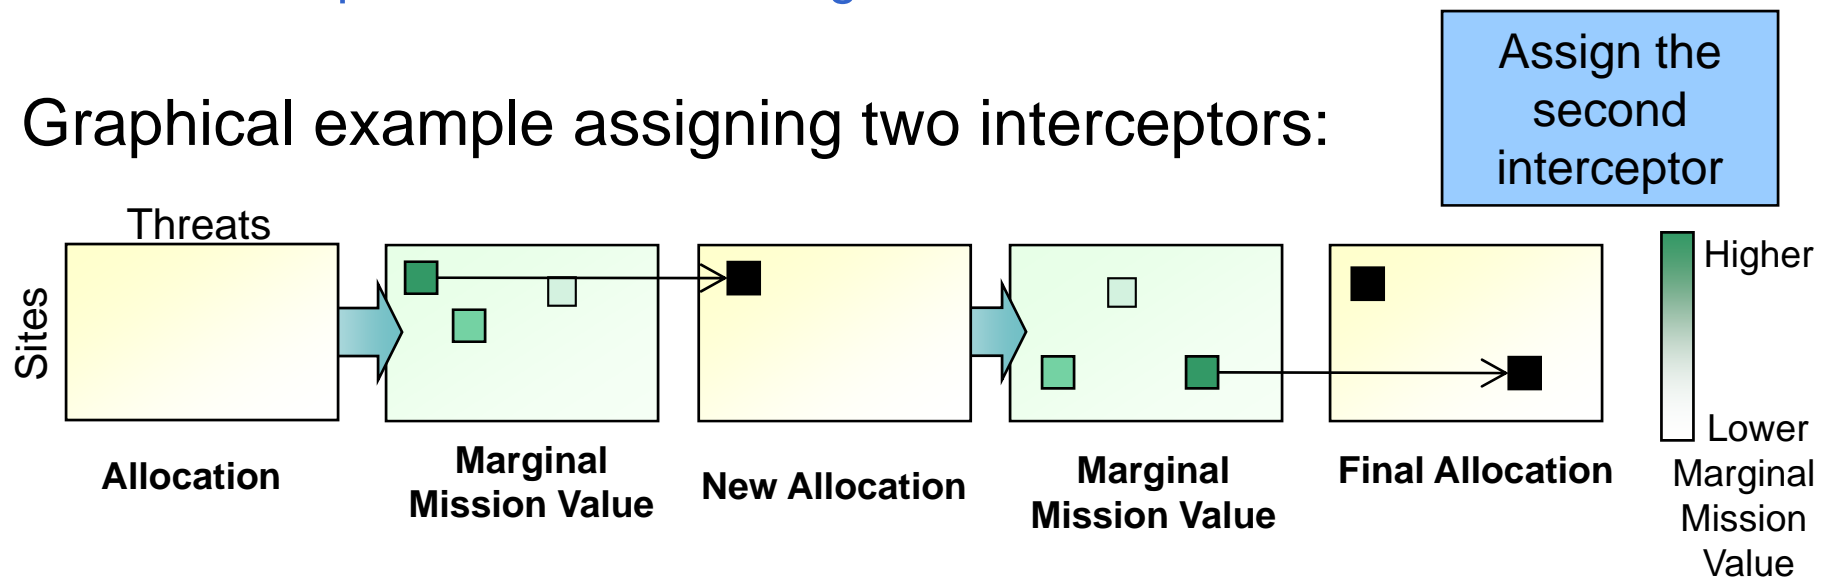 Assign the
second
interceptor
Graphical example assigning two interceptors:
Threats
Sites
Higher
Lower
Marginal
Mission
Value
Allocation
Marginal
Mission Value
New Allocation
Marginal
Mission Value
Final Allocation